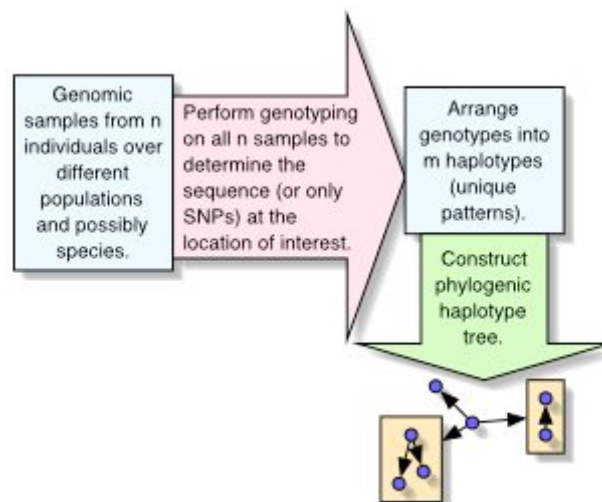 Genomic
samples from n
individuals over
different
populations
and possibly
species.
Perform genotyping
on all n samples to
determine the
sequence (or only
SNPs) at the
location of interest.
Arrange
genotypes into
m haplotypes
(unique
patterns).
Construct
phylogenic
haplotype
tree.